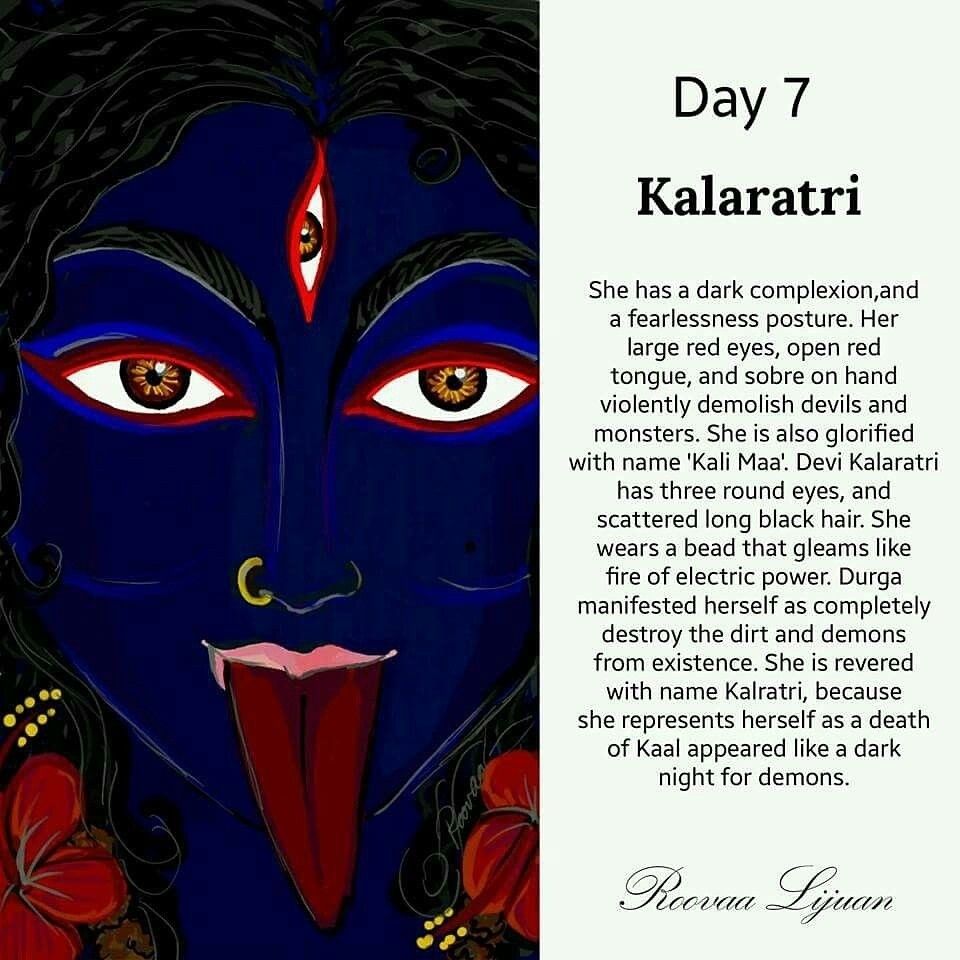 Day 7
Kalaratri
She has a dark complexion,and
a fearlessness posture. Her
large red eyes, open red
tongue, and sobre on hand
violently demolish devils and
monsters. She is also glorified
with name 'Kali Maa'. Devi Kalaratri
has three round eyes, and
scattered long black hair. She
wears a bead that gleams like
fire of electric power. Durga
manifested herself as completely
destroy the dirt and demons
from existence. She is revered
with name Kalratri, because
she represents herself as a death
of Kaal appeared like a dark
night for demons.
Roovaa Lijuan
Roovaa